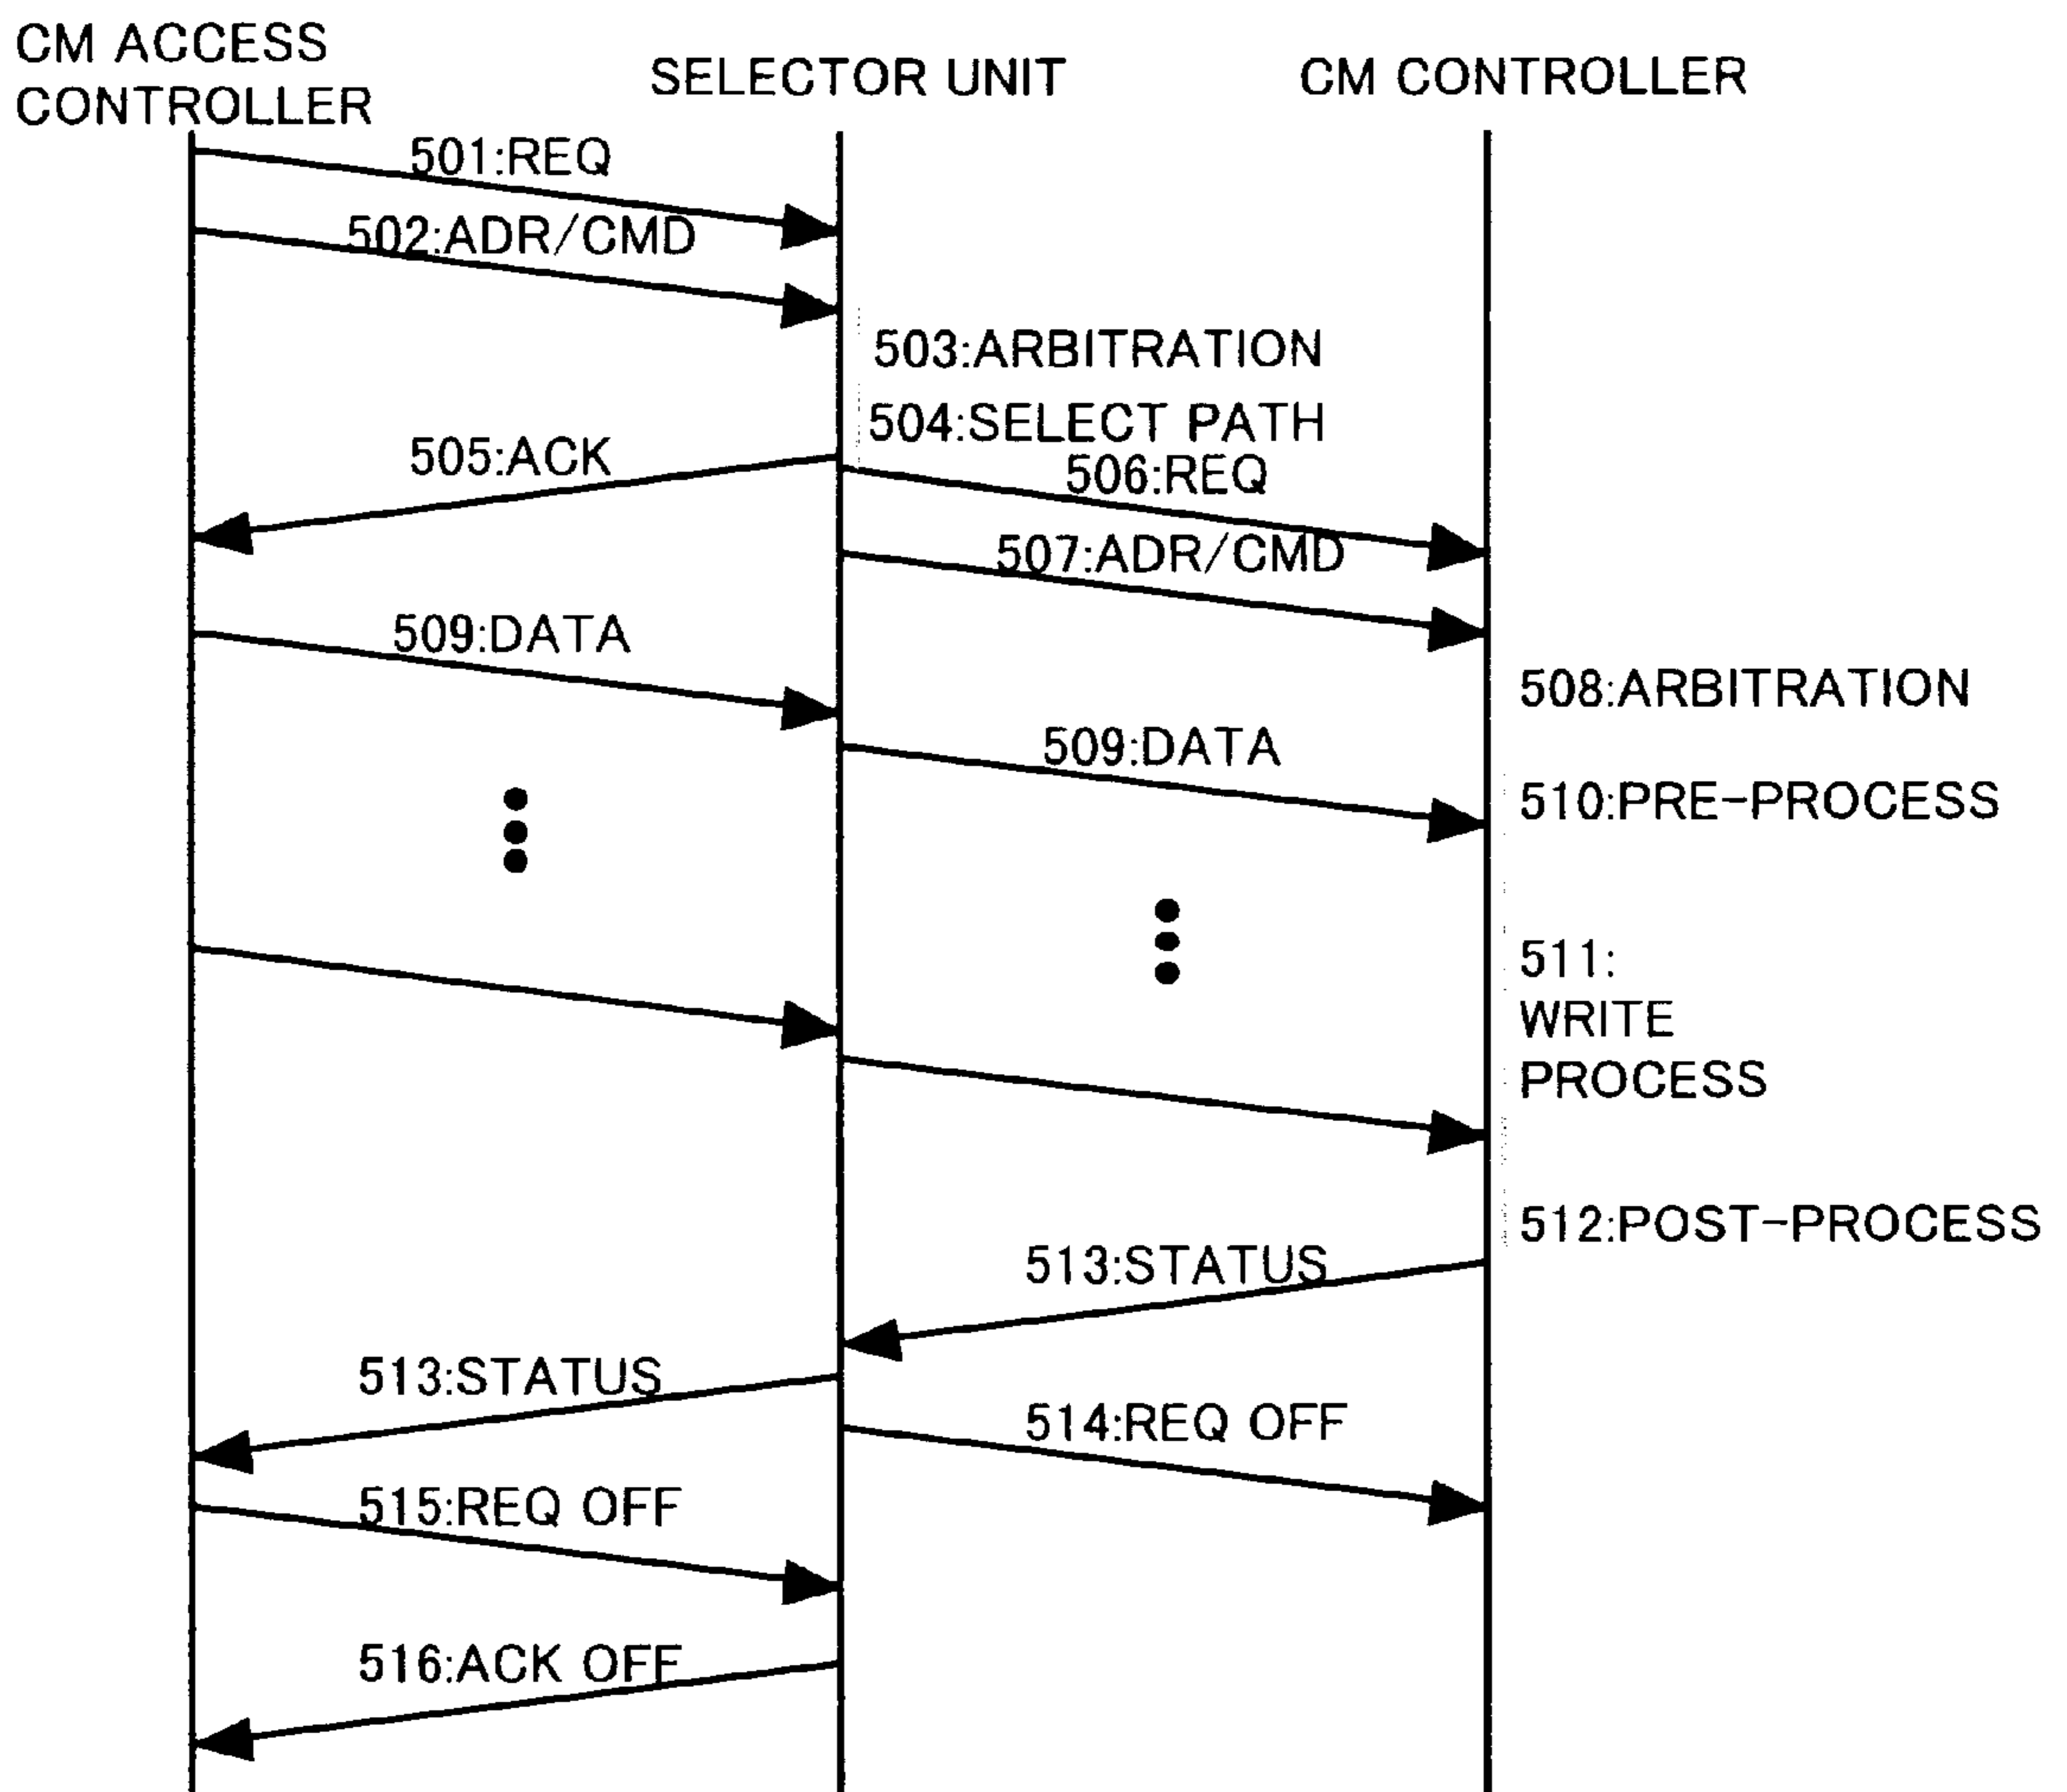 CM ACCESS
CONTROLLER
SELECTOR UNIT
CM CONTROLLER
501:REQ
502:ADR/CMD
503:ARBITRATION
504:SELECT PATH
505:ACK
506:REQ
507:ADR/CMD
509:DATA
508:ARBITRATION
509:DATA
510:PRE-PROCESS
511:
WRITE
PROCESS
512:POST-PROCESS
513:STATUS
513:STATUS
514:REQ OFF
515:REQ OFF
516:ACK OFF